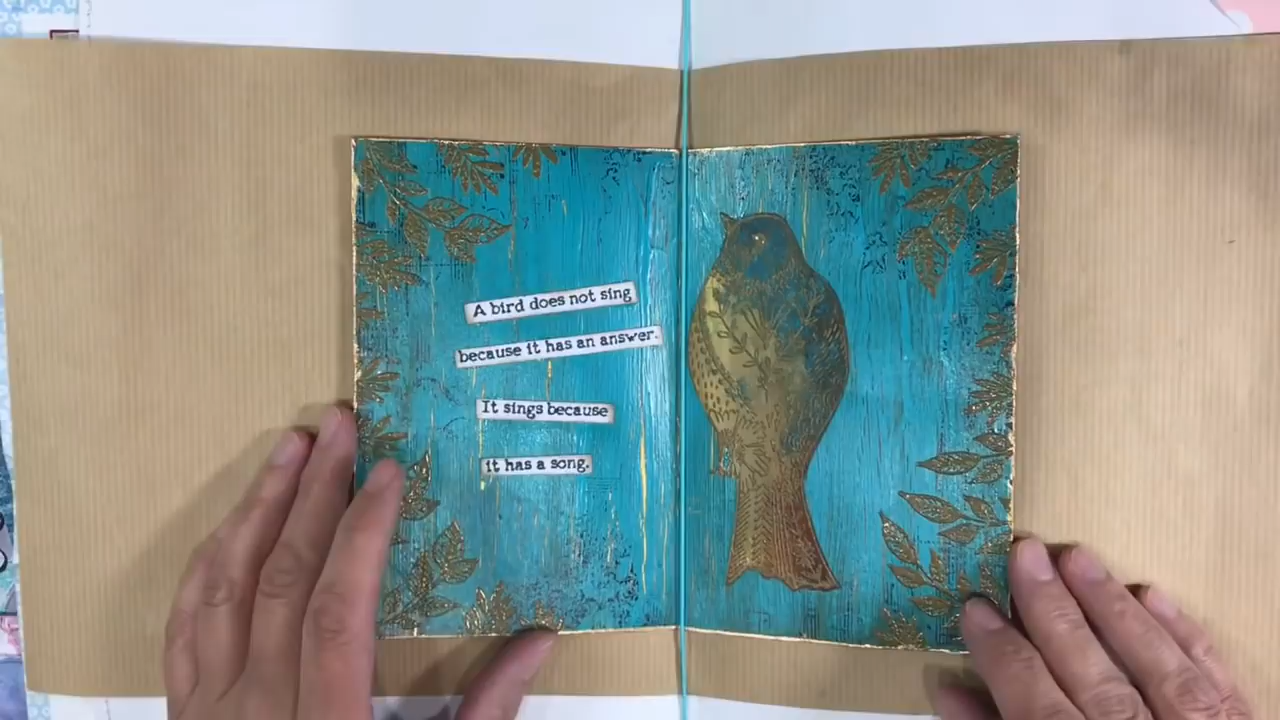 A bird does not sing
because it has an answer.
It sings because
it has a song.